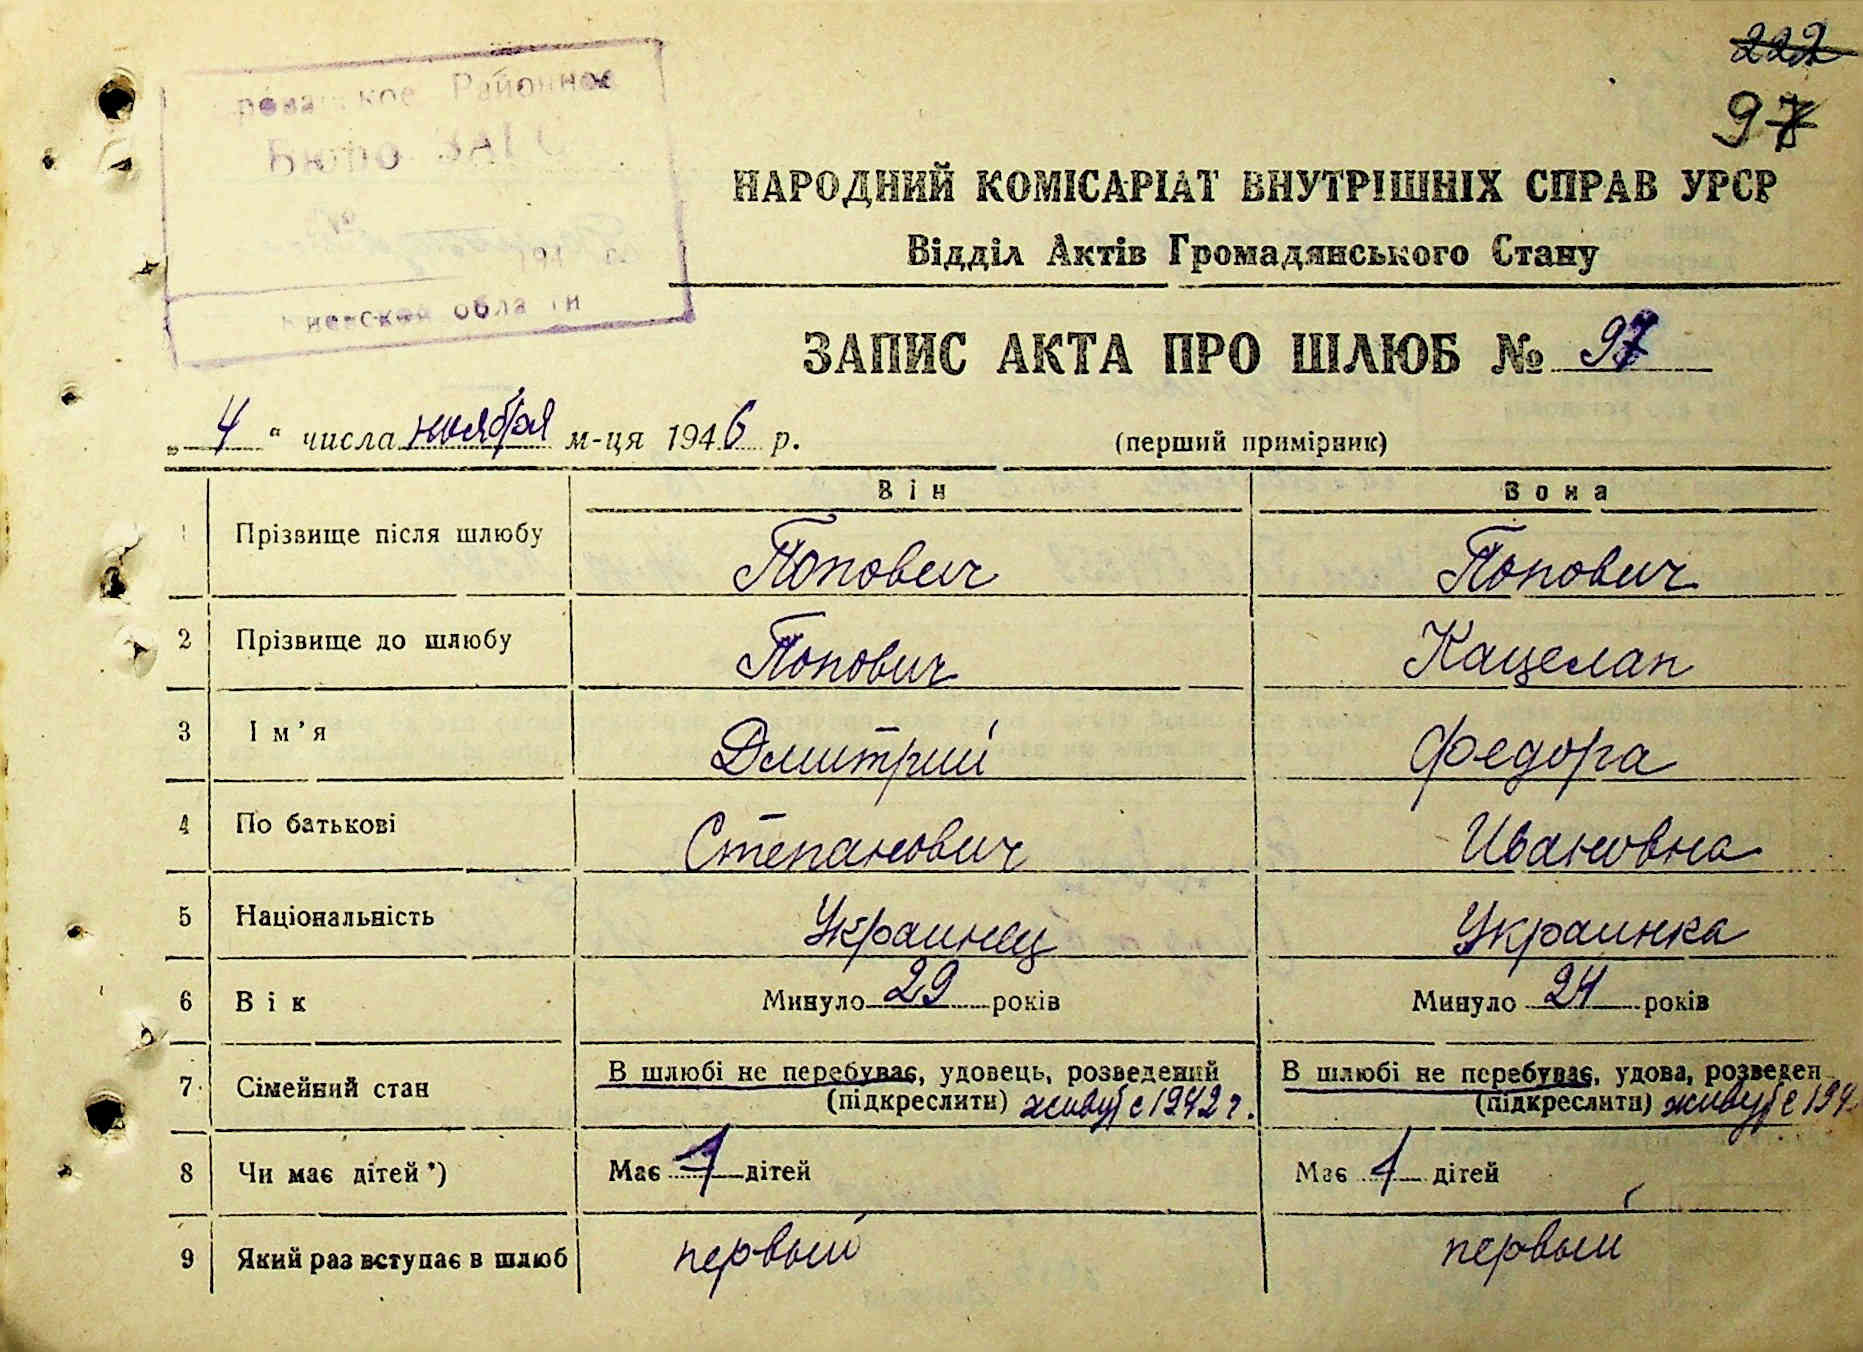 222
97
Районное
Бюро ЗАГС
194
области
НАРОДНИЙ КОМІСАРІАТ ВНУТРІШНІХ СПРАВ УРСР
Відділ Актів Громадянського Стану
ЗАПИС АКТА ПРО ШЛЮБ № 97
„ 4 " числа ноября м-ця 1946 р. (перший примірник)
Він Вона
1 Прізвище після шлюбу Попович Попович
2 Прізвище до шлюбу Попович Кацелап
3 Ім'я Дмитрий Федора
4 По батькові Степанович Ивановна
5 Національність Украинец Украинка
6 Вік Минуло 29 років Минуло 24 років
7 Сімейний стан В шлюбі не перебуває, удовець, розведений В шлюбі не перебуває, удова, розведен
(підкреслити) живут с 1942 г. (підкреслити) живут с 194
8 Чи має дітей *) Має 1 дітей Має 1 дітей
9 Який раз вступає в шлюб первый первый